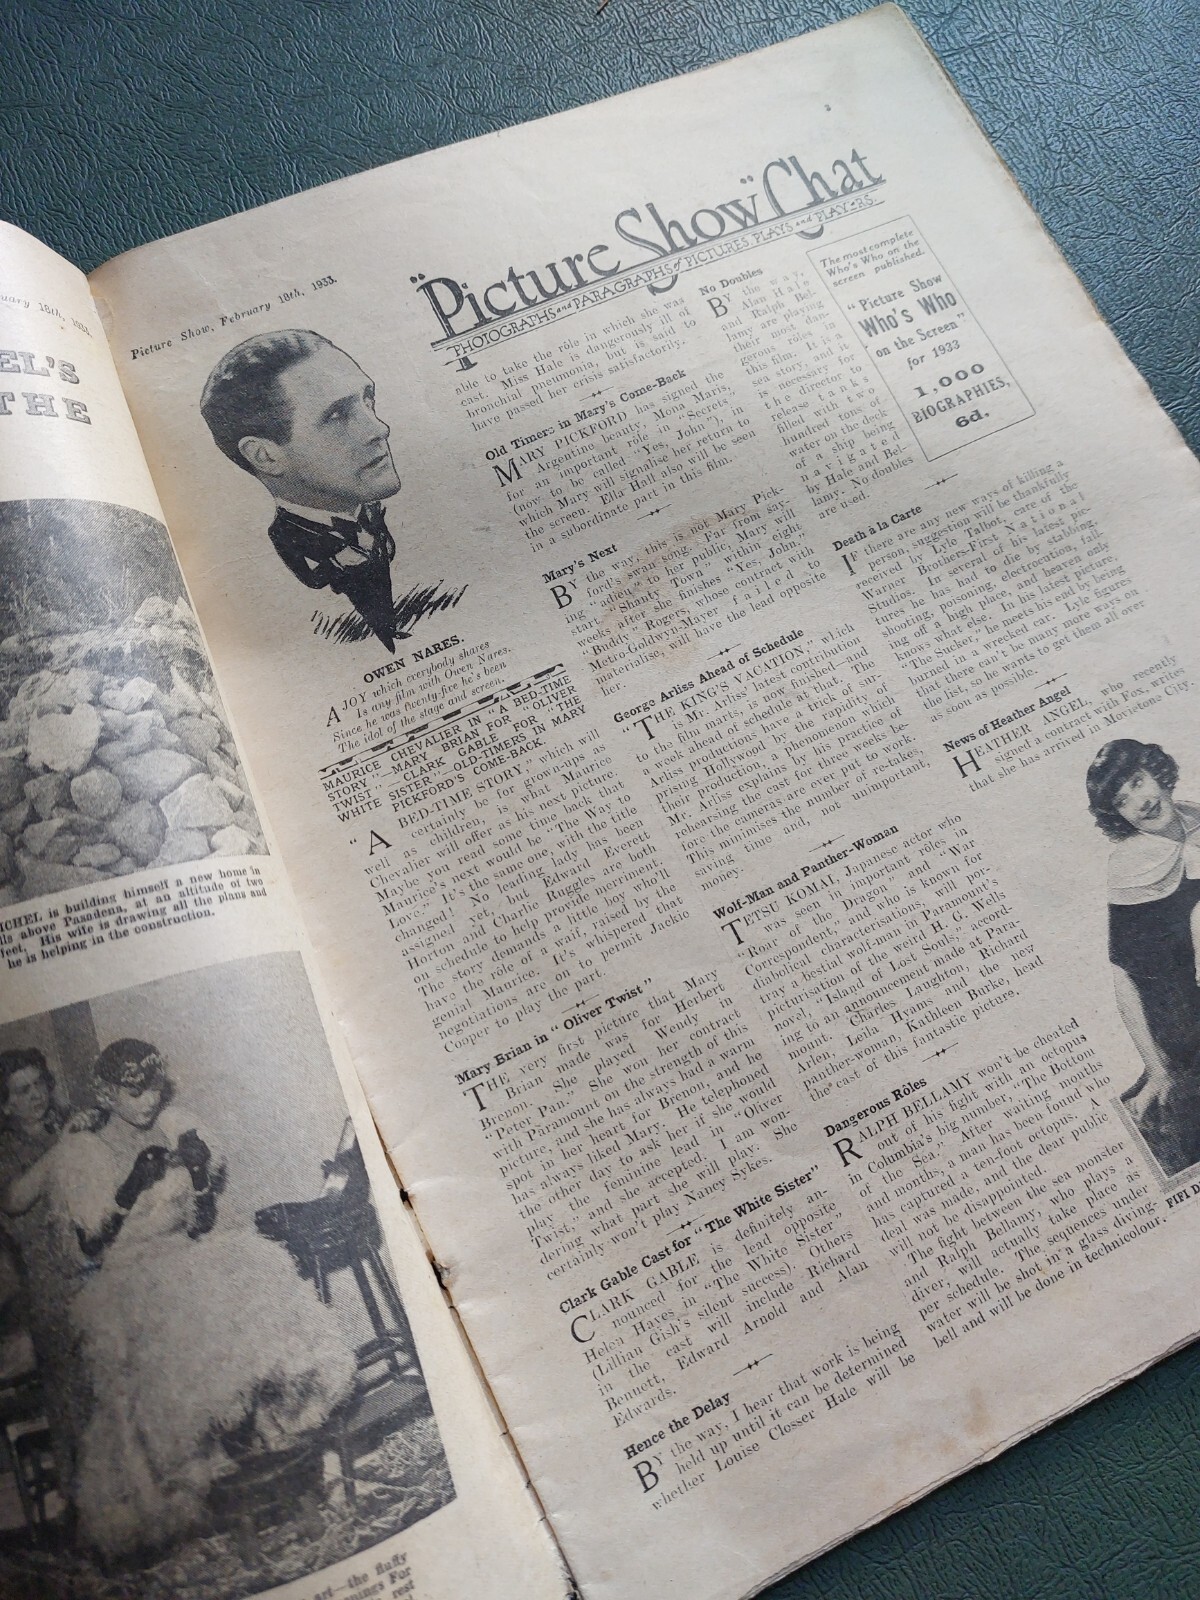 uary 18th, 1933.
EL'S
THE
ICHEL is building himself a new home in
lls above Pasadena, at an altitude of two
feet. His wife is drawing all the plans and
he is helping in the construction.
art—the fluffy
Picture Show, February 18th, 1933.
"Picture Show" Chat
PHOTOGRAPHS and PARAGRAPHS of PICTURES, PLAYS and PLAYERS.
OWEN NARES.
A JOY which everybody shares
Is any film with Owen Nares.
Since he was twenty-five he's been
The idol of the stage and screen.
MAURICE CHEVALIER IN "A BED-TIME
STORY"—MARY BRIAN FOR "OLIVER
TWIST"—CLARK GABLE FOR "THE
WHITE SISTER"—OLD-TIMERS IN MARY
PICKFORD'S COME-BACK.
"A BED-TIME STORY," which will
certainly be for grown-ups as
well as children, is what Maurice
Chevalier will offer as his next picture.
Maybe you read some time back that
Maurice's next would be "The Way to
Love." It's the same one with the title
changed! No leading lady has been
assigned yet, but Edward Everett
Horton and Charlie Ruggles are both
on schedule to help provide merriment.
The story demands a little boy who'll
have the rôle of a waif, raised by the
genial Maurice. It's whispered that
negotiations are on to permit Jackie
Cooper to play the part.
Mary Brian in "Oliver Twist"
THE very first picture that Mary
Brian made was for Herbert
Brenon. She played Wendy in
"Peter Pan." She won her contract
with Paramount on the strength of this
picture, and she has always had a warm
spot in her heart for Brenon, and he
has always liked Mary. He telephoned
the other day to ask her if she would
play the feminine lead in "Oliver
Twist," and she accepted. I am won-
dering what part she will play. She
certainly won't play Nancy Sykes.
Clark Gable Cast for "The White Sister"
CLARK GABLE is definitely an-
nounced for the lead opposite
Helen Hayes in "The White Sister"
(Lillian Gish's silent success). Others
in the cast will include Richard
Bennett, Edward Arnold and Alan
Edwards.
Hence the Delay
BY the way, I hear that work is being
held up until it can be determined
whether Louise Closser Hale will be
able to take the rôle in which she was
cast. Miss Hale is dangerously ill of
bronchial pneumonia, but is said to
have passed her crisis satisfactorily.
Old Timers in Mary's Come-Back
MARY PICKFORD has signed the
Argentine beauty, Mona Maris,
for an important rôle in "Secrets"
(now to be called "Yes, John"), in
which Mary will signalise her return to
the screen. Ella Hall also will be seen
in a subordinate part in this film.
Mary's Next
BY the way, this is not Mary Pick-
ford's swan song. Far from say-
ing "adieu" to her public, Mary will
start "Shanty Town" within eight
weeks after she finishes "Yes, John,"
"Buddy" Rogers, whose contract with
Metro-Goldwyn-Mayer failed to
materialise, will have the lead opposite
her.
George Arliss Ahead of Schedule
"THE KING'S VACATION," which
is Mr. Arliss' latest contribution
to the film marts, is now finished—and
a week ahead of schedule at that. The
Arliss productions have a trick of sur-
prising Hollywood by the rapidity of
their production, a phenomenon which
Mr. Arliss explains by his practice of
rehearsing the cast for three weeks be-
fore the cameras are ever put to work.
This minimises the number of re-takes,
saving time and, not unimportant,
money.
Wolf-Man and Panther-Woman
TETSU KOMAI, Japanese actor who
was seen in important rôles in
"Roar of the Dragon" and "War
Correspondent," and who is known for
diabolical characterisations, will por-
tray a bestial wolf-man in Paramount's
picturisation of the weird H. G. Wells
novel, "Island of Lost Souls," accord-
ing to an announcement made at Para-
mount. Charles Laughton, Richard
Arlen, Leila Hyams and the new
panther-woman, Kathleen Burke, head
the cast of this fantastic picture.
Dangerous Rôles
RALPH BELLAMY won't be cheated
out of his fight with an octopus
in Columbia's big number, "The Bottom
of the Sea." After waiting months
and months, a man has been found who
has captured a ten-foot octopus. A
deal was made, and the dear public
will not be disappointed.
The fight between the sea monster
and Ralph Bellamy, who plays a
diver, will actually take place as
per schedule. The sequences under
water will be shot in a glass diving-
bell and will be done in technicolour.
No Doubles
BY the way,
Alan Hale
and Ralph Bel-
lamy are playing
their most dan-
gerous rôles in
this film. It is a
sea story, and it
is necessary for
the director to
release tanks
filled with two
hundred tons of
water on the deck
of a ship being
navigated
by Hale and Bel-
lamy. No doubles
are used.
The most complete
Who's Who on the
screen published.
"Picture Show
Who's Who
on the Screen"
for 1933
1,000
BIOGRAPHIES,
6d.
Death à la Carte
IF there are any new ways of killing a
person, suggestion will be thankfully
received by Lyle Talbot, care of the
Warner Brothers-First National
Studios. In several of his latest pic-
tures he has had to die by stabbing,
shooting, poisoning, electrocution, fall-
ing off a high place, and heaven only
knows what else. In his latest picture,
"The Sucker," he meets his end by being
burned in a wrecked car. Lyle figures
that there can't be many more ways on
the list, so he wants to get them all over
as soon as possible.
News of Heather Angel
HEATHER ANGEL, who recently
signed a contract with Fox, writes
that she has arrived in Movietone City.
FIFI D